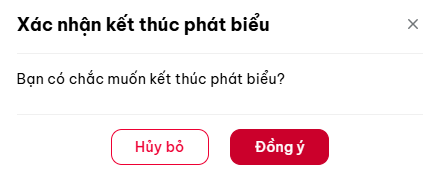 Xác nhận kết thúc phát biểu
Bạn có chắc muốn kết thúc phát biểu?
Hủy bỏ
Đồng ý